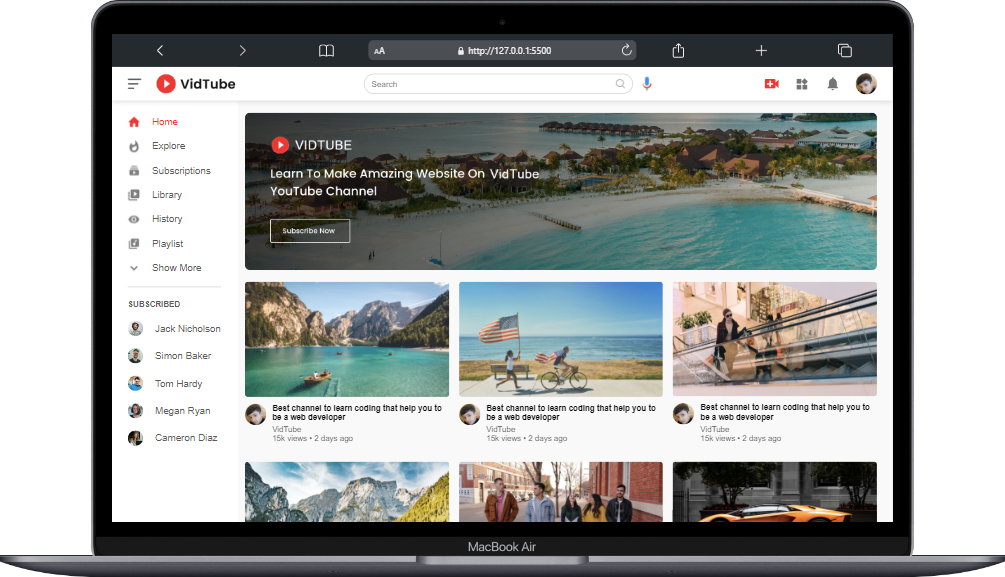 AA http://127.0.0.1:5500
VidTube
Search
Home
Explore
Subscriptions
Library
History
Playlist
Show More
SUBSCRIBED
Jack Nicholson
Simon Baker
Tom Hardy
Megan Ryan
Cameron Diaz
VIDTUBE
Learn To Make Amazing Website On VidTube
YouTube Channel
Subscribe Now
Best channel to learn coding that help you to
be a web developer
VidTube
15k views • 2 days ago
Best channel to learn coding that help you to
be a web developer
VidTube
15k views • 2 days ago
Best channel to learn coding that help you to
be a web developer
VidTube
15k views • 2 days ago
MacBook Air